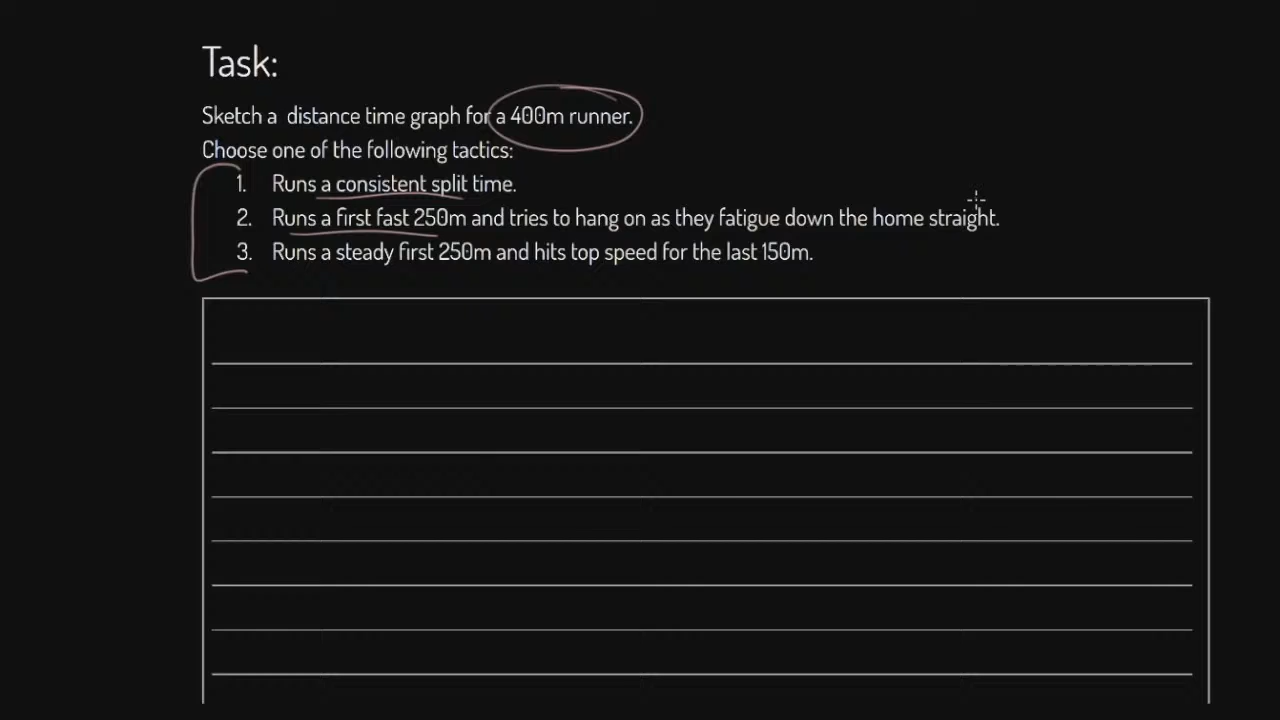 Task:
Sketch a distance time graph for a 400m runner.
Choose one of the following tactics:
1. Runs a consistent split time.
2. Runs a first fast 250m and tries to hang on as they fatigue down the home straight.
3. Runs a steady first 250m and hits top speed for the last 150m.